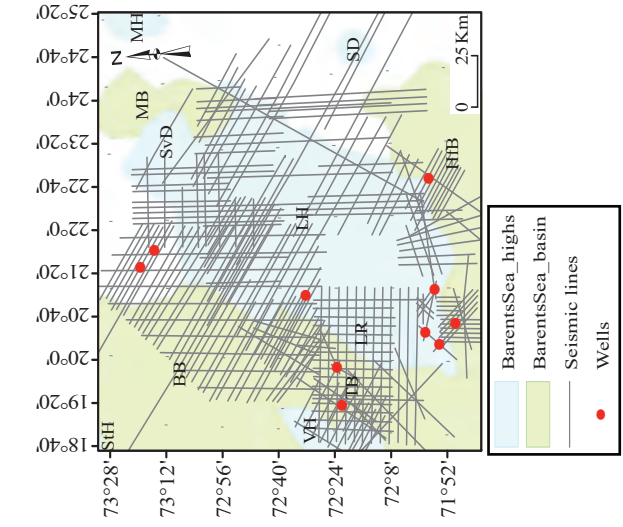 25°20'
24°40'
24°0'
23°20'
22°40'
22°0'
21°20'
20°40'
20°0'
19°20'
18°40'
MH
SD
N
25 Km
0
MB
SvD
HfB
LH
LR
BB
TB
VH
StH
73°28'
73°12'
72°56'
72°40'
72°24'
72°8'
71°52'
BarentsSea_highs
BarentsSea_basin
Seismic lines
Wells